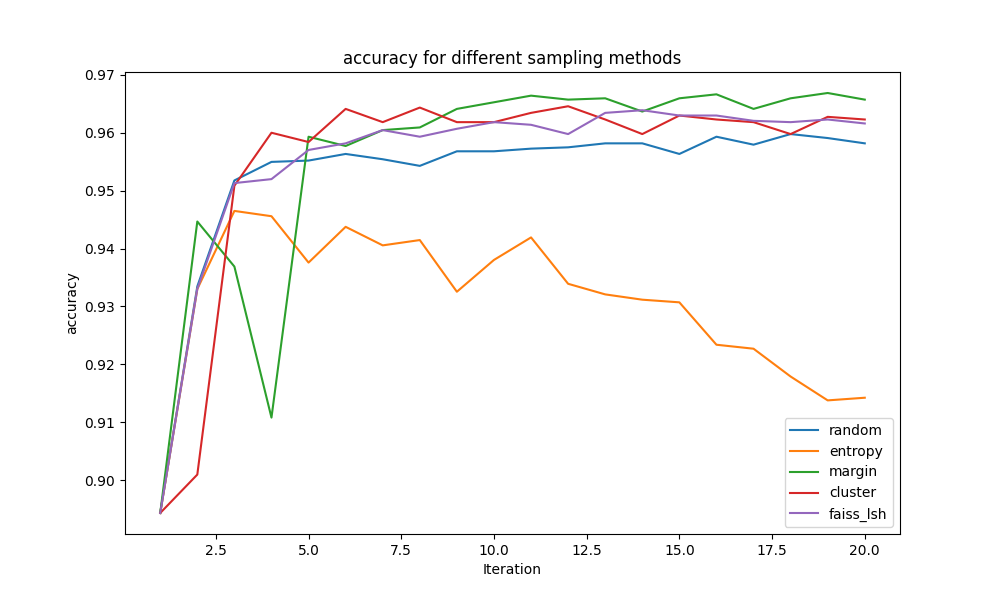 accuracy for different sampling methods
0.97
0.96
0.95
0.94
0.93
0.92
0.91
0.90
accuracy
2.5 5.0 7.5 10.0 12.5 15.0 17.5 20.0
Iteration
random
entropy
margin
cluster
faiss_lsh